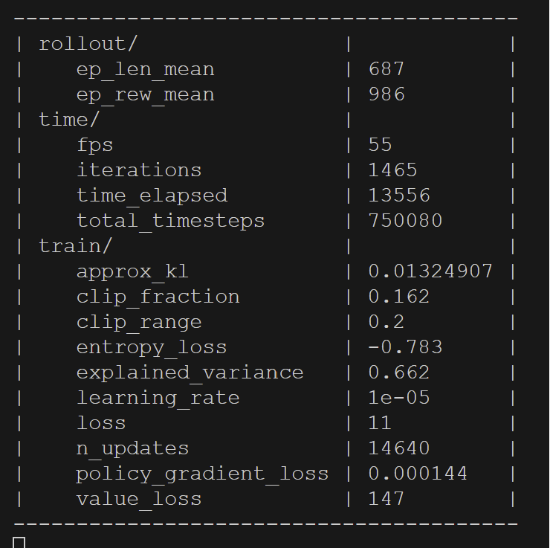 ------------------------------------------
| rollout/                |            |
|    ep_len_mean          | 687        |
|    ep_rew_mean          | 986        |
| time/                   |            |
|    fps                  | 55         |
|    iterations           | 1465       |
|    time_elapsed         | 13556      |
|    total_timesteps      | 750080     |
| train/                  |            |
|    approx_kl            | 0.01324907 |
|    clip_fraction        | 0.162      |
|    clip_range           | 0.2        |
|    entropy_loss         | -0.783     |
|    explained_variance   | 0.662      |
|    learning_rate        | 1e-05      |
|    loss                 | 11         |
|    n_updates            | 14640      |
|    policy_gradient_loss | 0.000144   |
|    value_loss           | 147        |
------------------------------------------